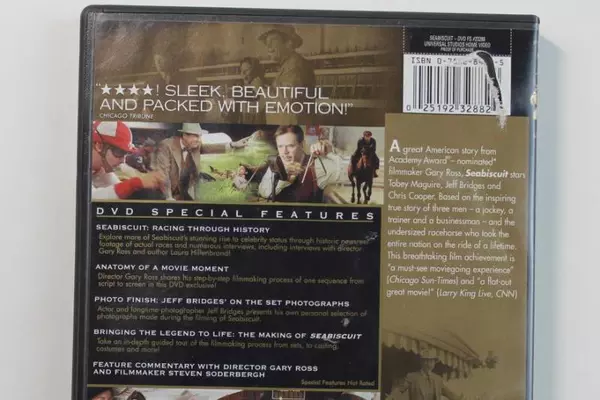 SEABISCUIT - DVD FS #23288
UNIVERSAL STUDIOS HOME VIDEO
PROOF OF PURCHASE
0 25192 32882
"★★★★! SLEEK, BEAUTIFUL
AND PACKED WITH EMOTION!"
CHICAGO TRIBUNE
DVD SPECIAL FEATURES
SEABISCUIT: RACING THROUGH HISTORY
Explore more of Seabiscuit's stunning rise to celebrity status through historic newsreel
footage of actual races and numerous interviews, including interviews with director
Gary Ross and author Laura Hillenbrand!
ANATOMY OF A MOVIE MOMENT
Director Gary Ross shares his step-by-step filmmaking process of one sequence from
script to screen in this DVD exclusive!
PHOTO FINISH: JEFF BRIDGES' ON THE SET PHOTOGRAPHS
Actor and longtime photographer Jeff Bridges presents his own personal selection of
photographs made during the filming of Seabiscuit.
BRINGING THE LEGEND TO LIFE: THE MAKING OF SEABISCUIT
Take an in-depth guided tour of the filmmaking process from sets, to casting,
costumes and more!
FEATURE COMMENTARY WITH DIRECTOR GARY ROSS
AND FILMMAKER STEVEN SODERBERGH
Special Features Not Rated
A great American story from
Academy Award®– nominated*
filmmaker Gary Ross, Seabiscuit stars
Tobey Maguire, Jeff Bridges and
Chris Cooper. Based on the inspiring
true story of three men – a jockey, a
trainer and a businessman – and the
undersized racehorse who took the
entire nation on the ride of a lifetime.
This breathtaking film achievement is
"a must-see moviegoing experience"
(Chicago Sun-Times) and "a flat-out
great movie!" (Larry King Live, CNN)